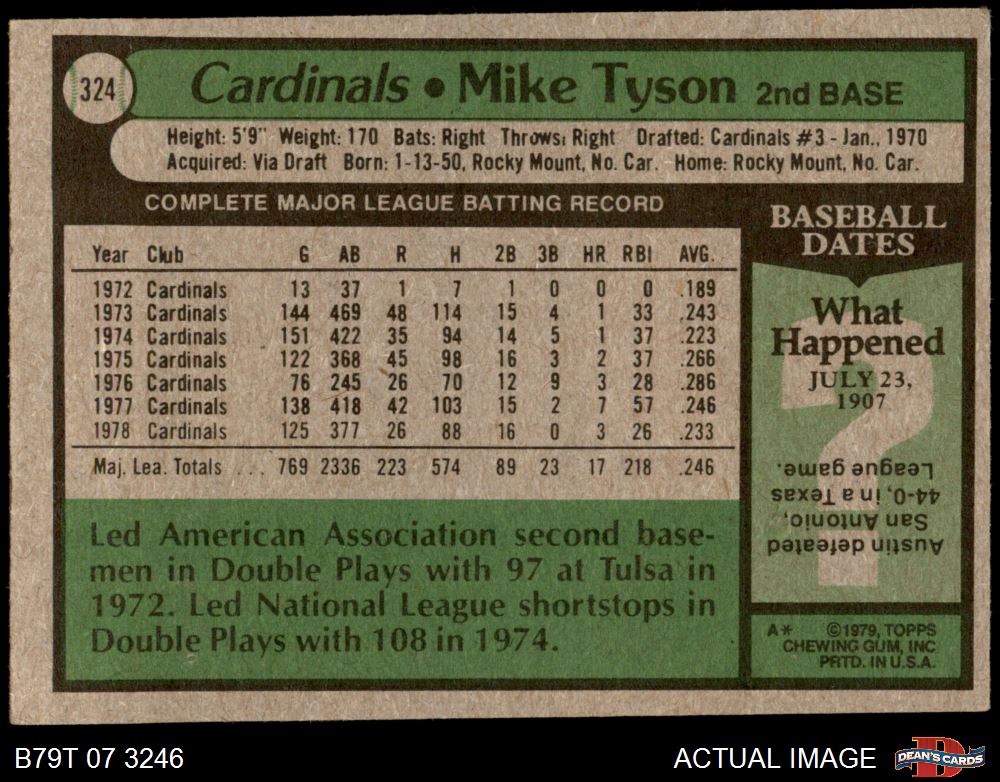 324
Cardinals • Mike Tyson 2nd BASE
Height: 5'9" Weight: 170 Bats: Right Throws: Right Drafted: Cardinals #3 - Jan., 1970
Acquired: Via Draft Born: 1-13-50, Rocky Mount, No. Car. Home: Rocky Mount, No. Car.
COMPLETE MAJOR LEAGUE BATTING RECORD
Year Club G AB R H 2B 3B HR RBI AVG.
1972 Cardinals 13 37 1 7 1 0 0 0 .189
1973 Cardinals 144 469 48 114 15 4 1 33 .243
1974 Cardinals 151 422 35 94 14 5 1 37 .223
1975 Cardinals 122 368 45 98 16 3 2 37 .266
1976 Cardinals 76 245 26 70 12 9 3 28 .286
1977 Cardinals 138 418 42 103 15 2 7 57 .246
1978 Cardinals 125 377 26 88 16 0 3 26 .233
Maj. Lea. Totals ... 769 2336 223 574 89 23 17 218 .246
Led American Association second base-
men in Double Plays with 97 at Tulsa in
1972. Led National League shortstops in
Double Plays with 108 in 1974.
BASEBALL
DATES
What
Happened
JULY 23,
1907
?
Austin defeated
San Antonio,
44-0, in a Texas
League game.
A* ©1979, TOPPS
CHEWING GUM, INC
PRTD. IN U.S.A.
B79T 07 3246
ACTUAL IMAGE
D
DEAN'S CARDS